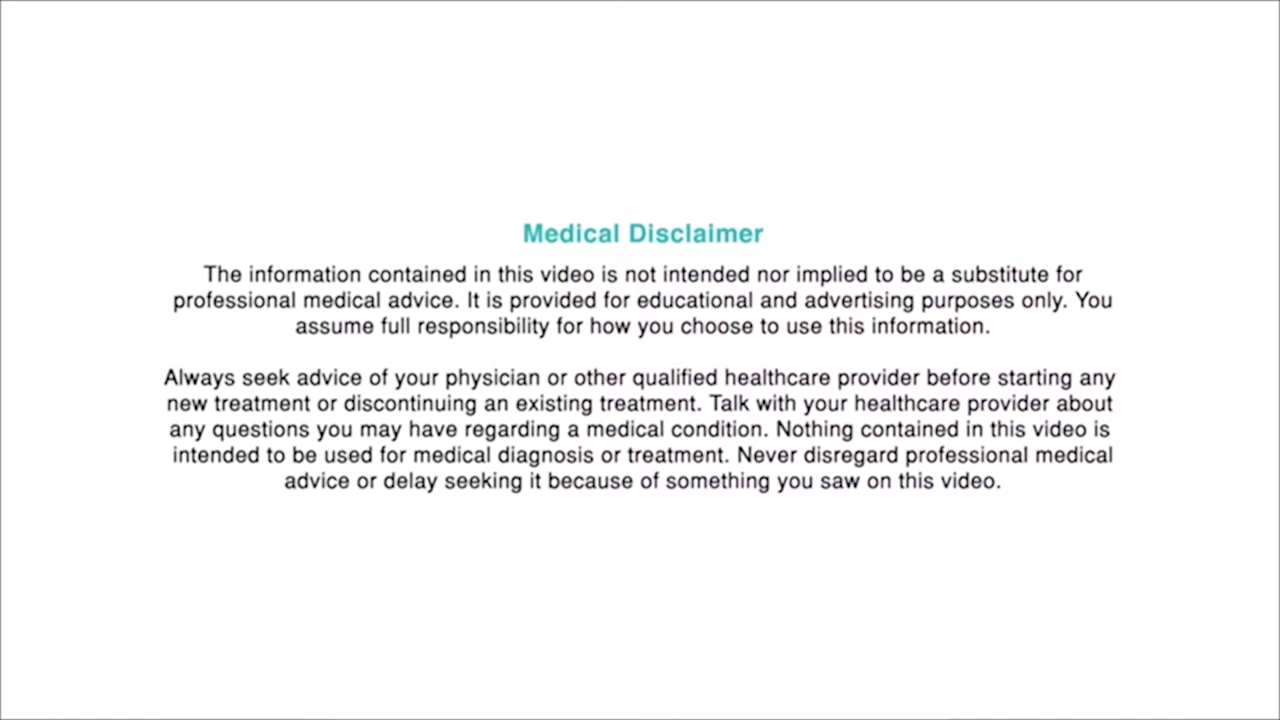 Medical Disclaimer
The information contained in this video is not intended nor implied to be a substitute for
professional medical advice. It is provided for educational and advertising purposes only. You
assume full responsibility for how you choose to use this information.
Always seek advice of your physician or other qualified healthcare provider before starting any
new treatment or discontinuing an existing treatment. Talk with your healthcare provider about
any questions you may have regarding a medical condition. Nothing contained in this video is
intended to be used for medical diagnosis or treatment. Never disregard professional medical
advice or delay seeking it because of something you saw on this video.